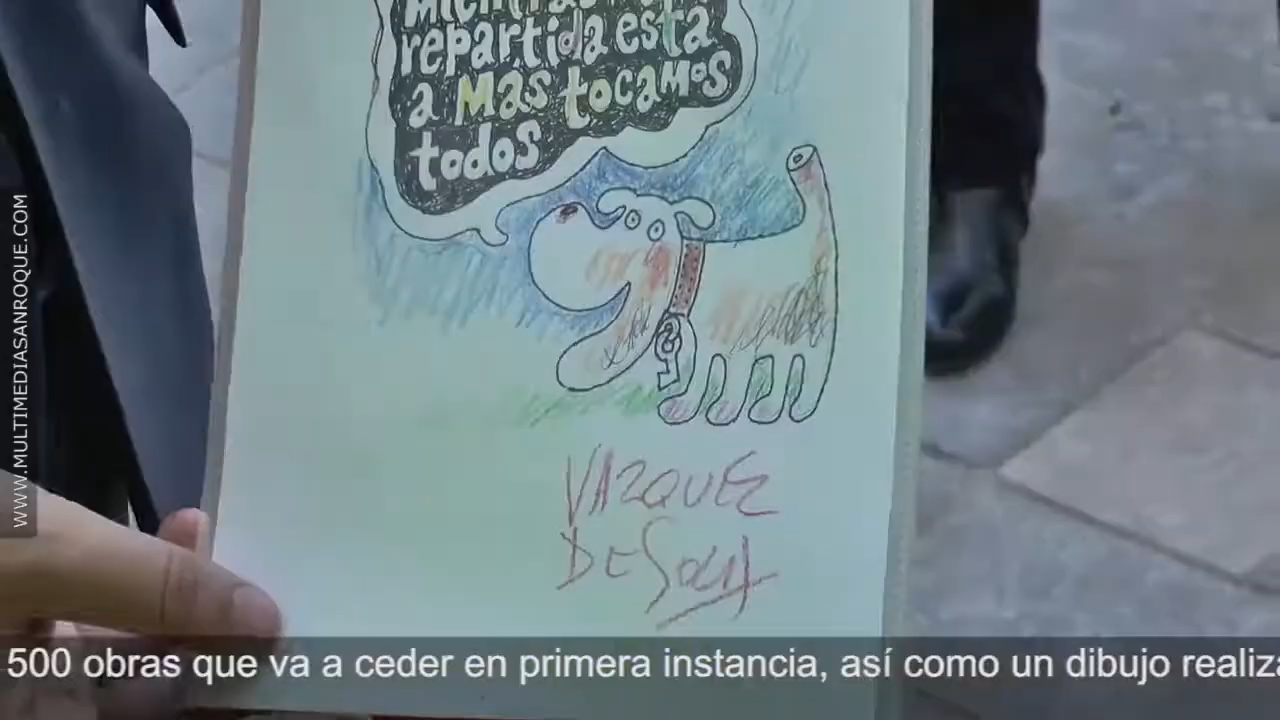 repartida está
a Mas tocamos
todos
VAZQUEZ
DE SOLA
WWW.MULTIMEDIASANROQUE.COM
500 obras que va a ceder en primera instancia, así como un dibujo realiza